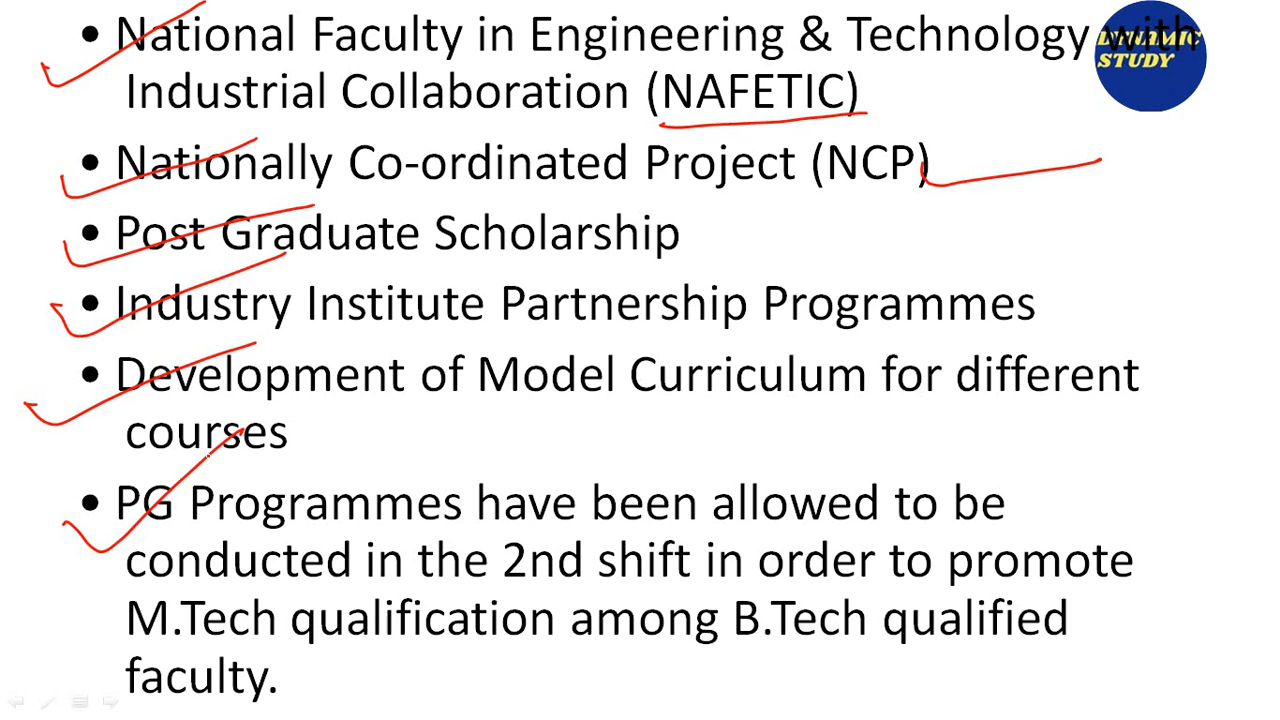 • National Faculty in Engineering & Technology with
Industrial Collaboration (NAFETIC)
• Nationally Co-ordinated Project (NCP)
• Post Graduate Scholarship
• Industry Institute Partnership Programmes
• Development of Model Curriculum for different
courses
• PG Programmes have been allowed to be
conducted in the 2nd shift in order to promote
M.Tech qualification among B.Tech qualified
faculty.
DYNAMIC
STUDY